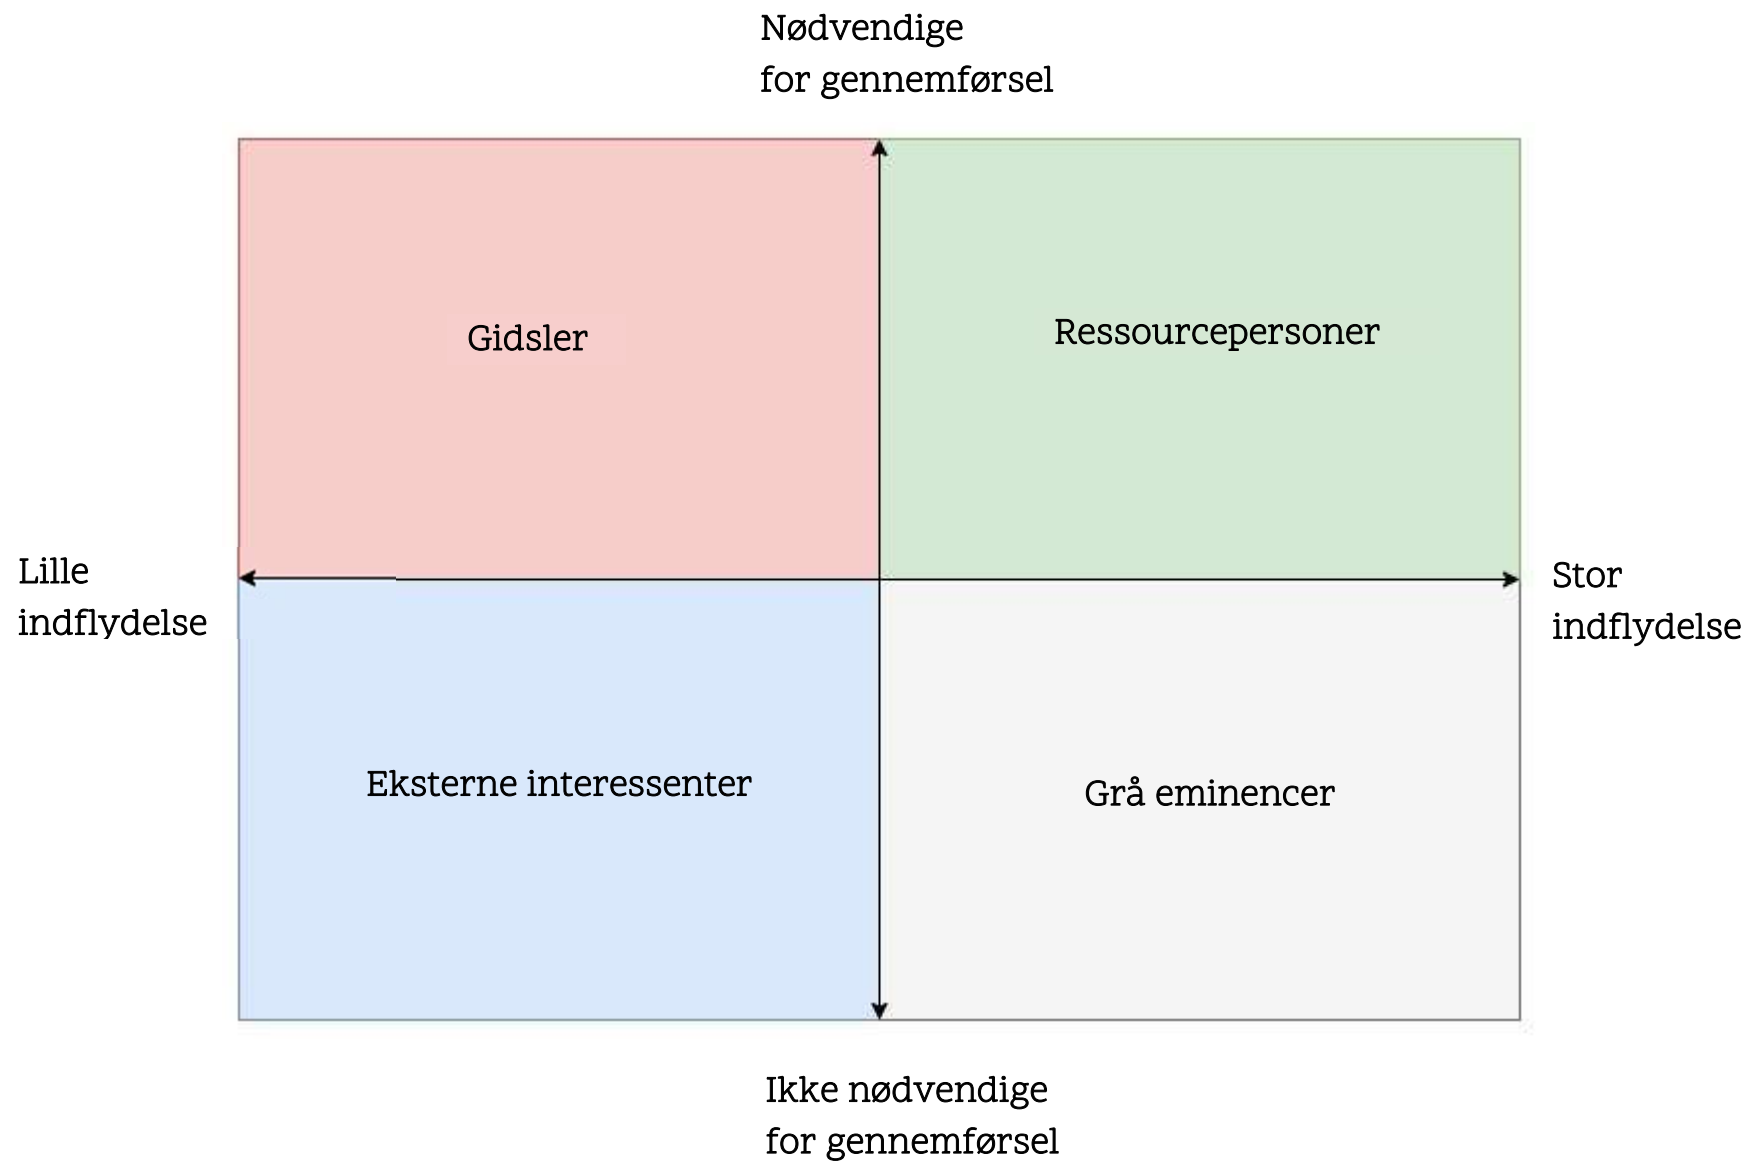 Nødvendige
for gennemførsel
Gidsler
Ressourcepersoner
Lille
indflydelse
Stor
indflydelse
Eksterne interessenter
Grå eminencer
Ikke nødvendige
for gennemførsel